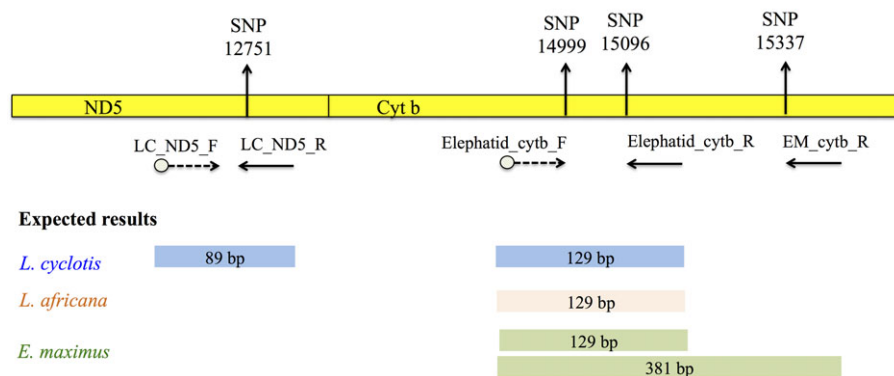 SNP 12751
SNP 14999
SNP 15096
SNP 15337
ND5
Cyt b
LC_ND5_F
LC_ND5_R
Elephatid_cytb_F
Elephatid_cytb_R
EM_cytb_R
Expected results
L. cyclotis
89 bp
129 bp
L. africana
129 bp
E. maximus
129 bp
381 bp